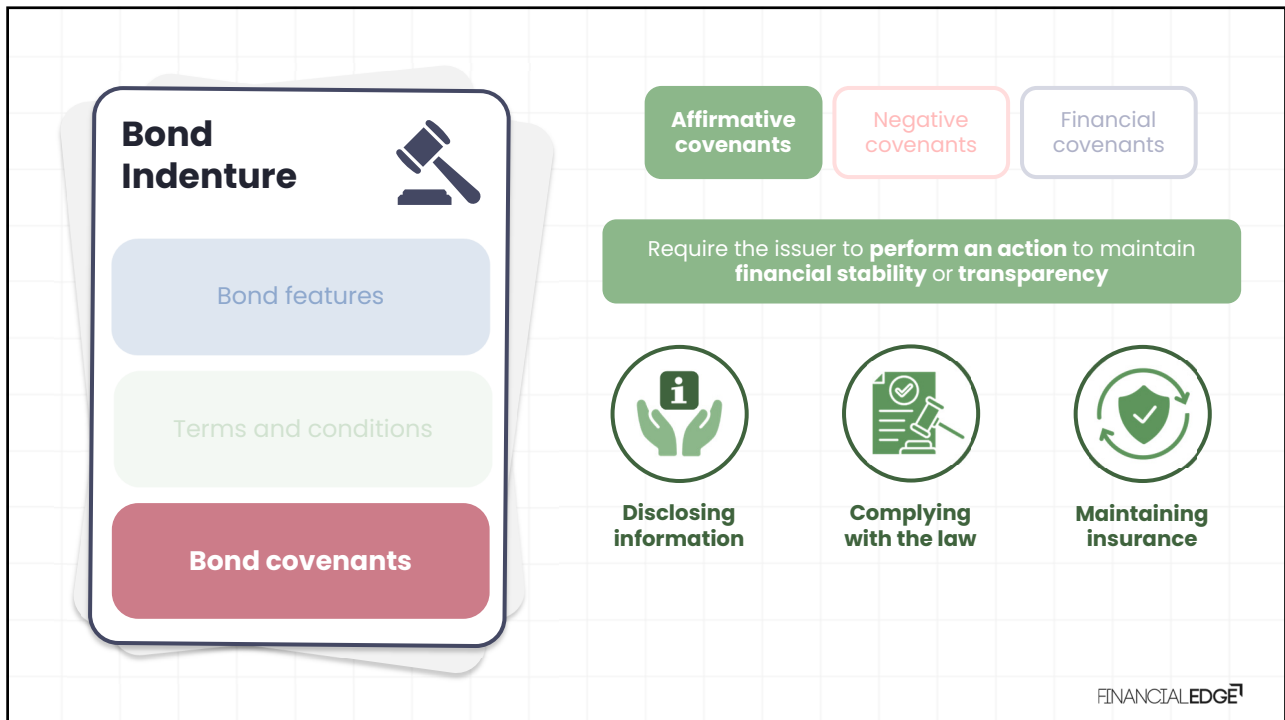 Bond
Indenture
Bond features
Terms and conditions
Bond covenants
Affirmative
covenants
Negative
covenants
Financial
covenants
Require the issuer to perform an action to maintain
financial stability or transparency
i
Disclosing
information
Complying
with the law
Maintaining
insurance
FINANCIALEDGE